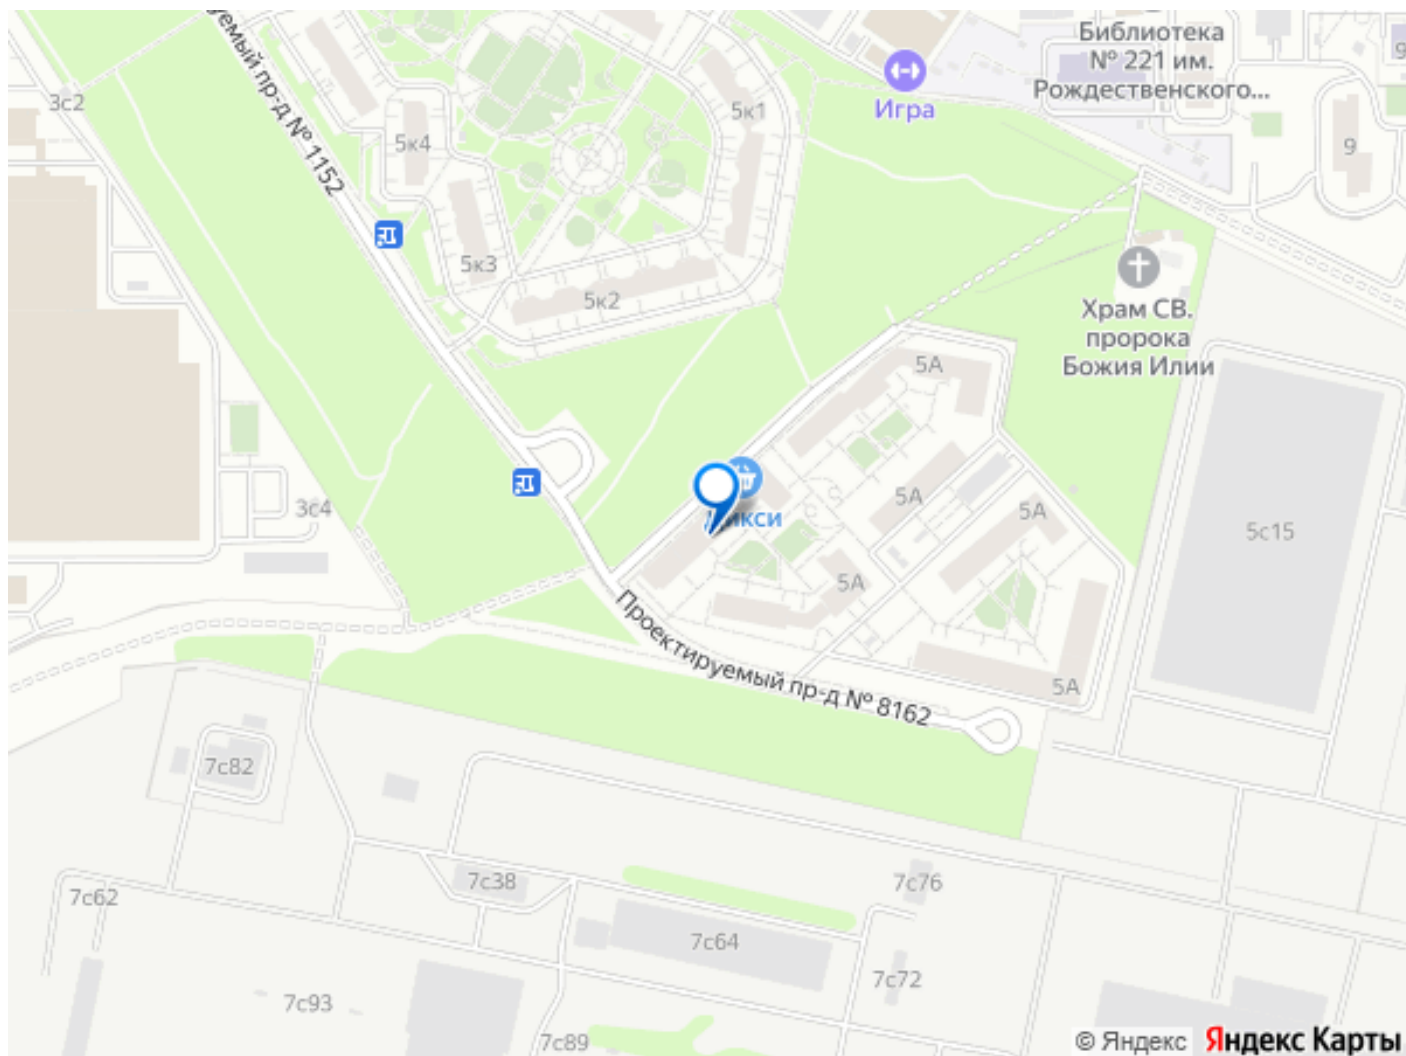 Библиотека
№ 221 им.
Рождественского...
9
3с2
Игра
5к1
5к4
9
уемый пр-д № 1152
5к3
5к2
Храм СВ.
пророка
Божия Илии
5А
3с4
5А
5А
5с15
икси
5А
Проектируемый пр-д № 8162
5А
7с82
7с38
7с76
7с62
7с64
7с72
7с93
7с89
© Яндекс
Яндекс Карты